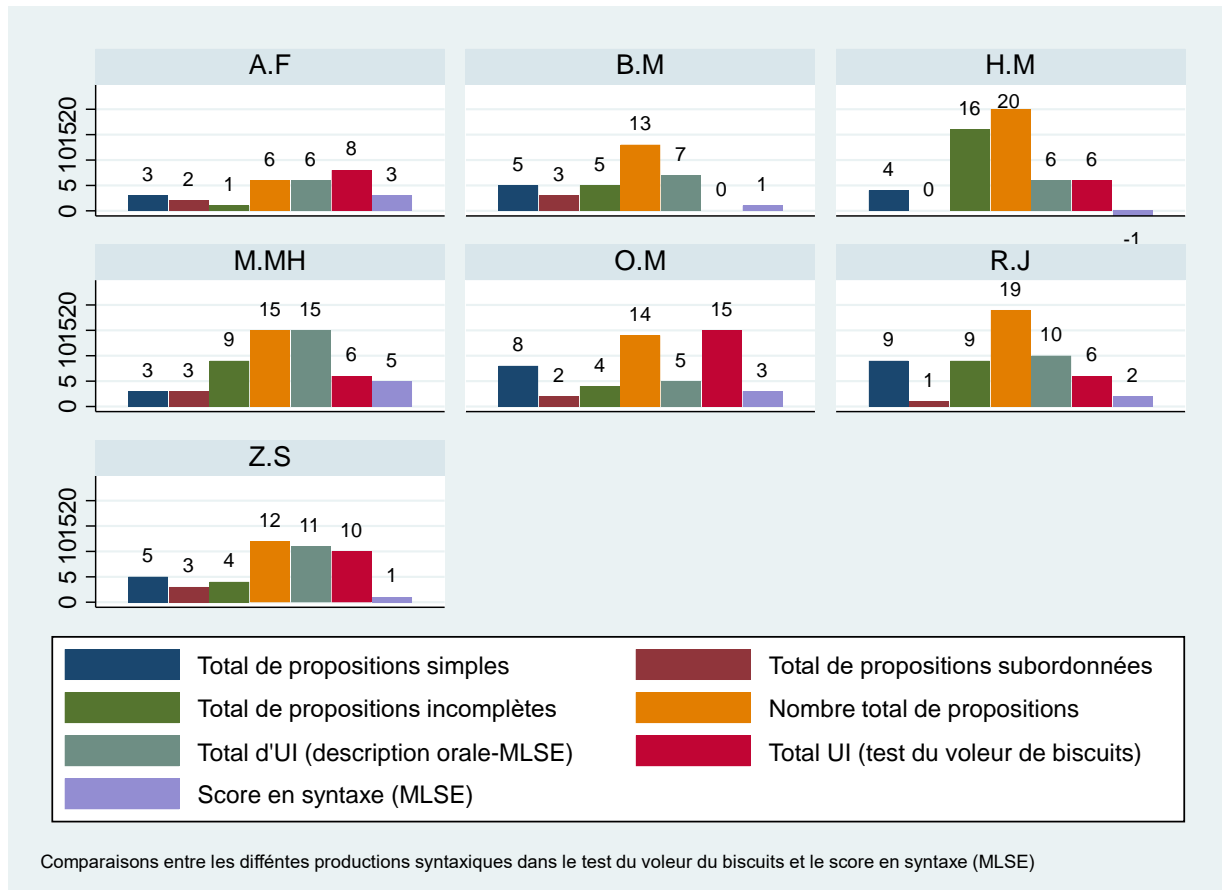 A.F B.M H.M
0 5 101520
3 2 1 6 6 8 3
5 3 5 13 7 0 1
4 0 16 20 6 6 -1
M.MH O.M R.J
0 5 101520
3 3 9 15 15 6 5
8 2 4 14 5 15 3
9 1 9 19 10 6 2
Z.S
0 5 101520
5 3 4 12 11 10 1
Total de propositions simples
Total de propositions subordonnées
Total de propositions incomplètes
Nombre total de propositions
Total d'UI (description orale-MLSE)
Total UI (test du voleur de biscuits)
Score en syntaxe (MLSE)
Comparaisons entre les difféntes productions syntaxiques dans le test du voleur du biscuits et le score en syntaxe (MLSE)